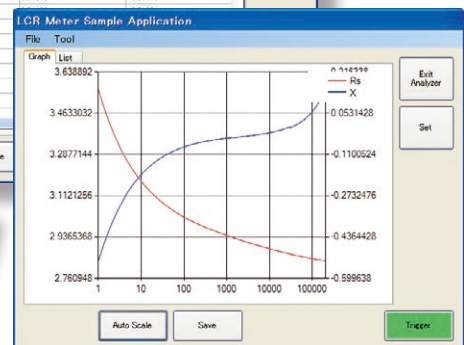 LCR Meter Sample Application
File Tool
Graph List
3.638892
3.4633032
3.2877144
3.1121256
2.9365368
2.760948
Rs
X
0.0531428
-0.1100524
-0.2732476
-0.4364428
-0.599638
1 10 100 1000 10000 100000
Exit
Analyzer
Set
Auto Scale Save Trigger